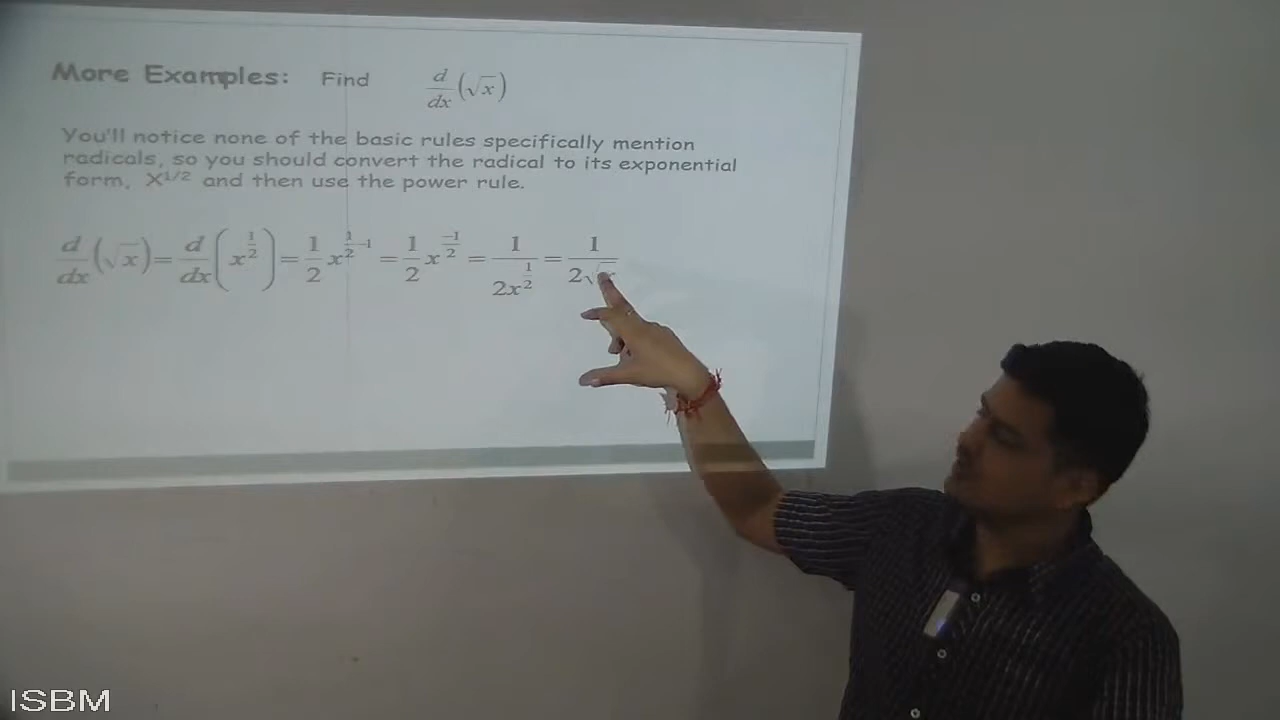 More Examples: Find d/dx (√x)
You'll notice none of the basic rules specifically mention
radicals, so you should convert the radical to its exponential
form, X^1/2 and then use the power rule.
d/dx (√x) = d/dx (x^1/2) = 1/2 x^1/2−1 = 1/2 x^−1/2 = 1/2x^1/2 = 1/2√x
ISBM